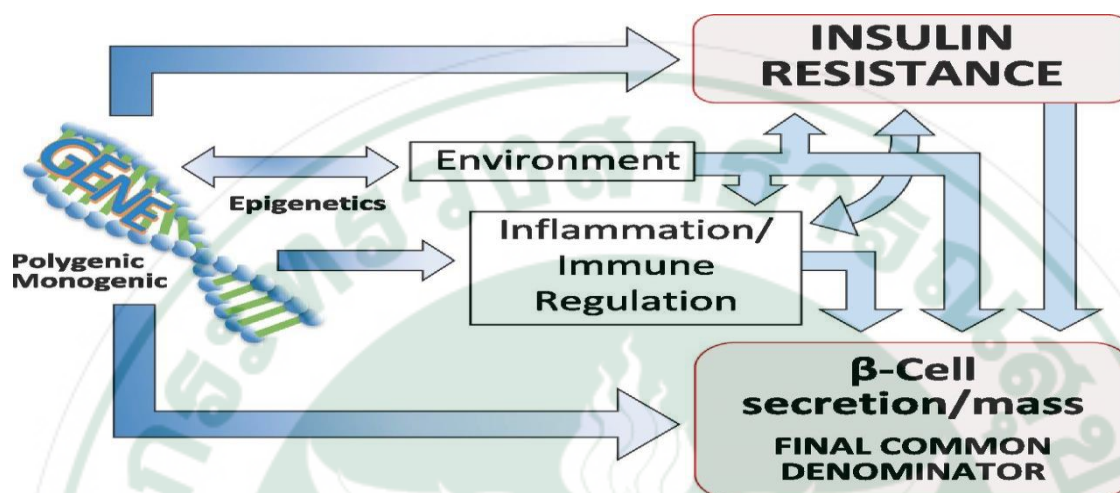 INSULIN
RESISTANCE
GENE
Environment
Epigenetics
Inflammation/
Immune
Regulation
Polygenic
Monogenic
β-Cell
secretion/mass
FINAL COMMON
DENOMINATOR